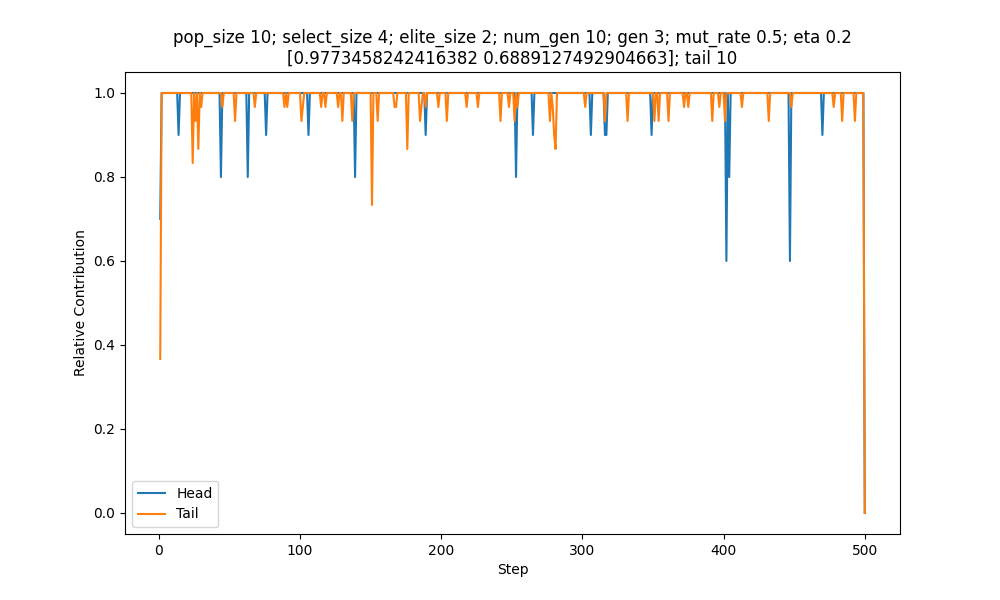 pop_size 10; select_size 4; elite_size 2; num_gen 10; gen 3; mut_rate 0.5; eta 0.2
[0.9773458242416382 0.6889127492904663]; tail 10
1.0
0.8
0.6
0.4
0.2
0.0
Relative Contribution
Head
Tail
0
100
200
300
400
500
Step